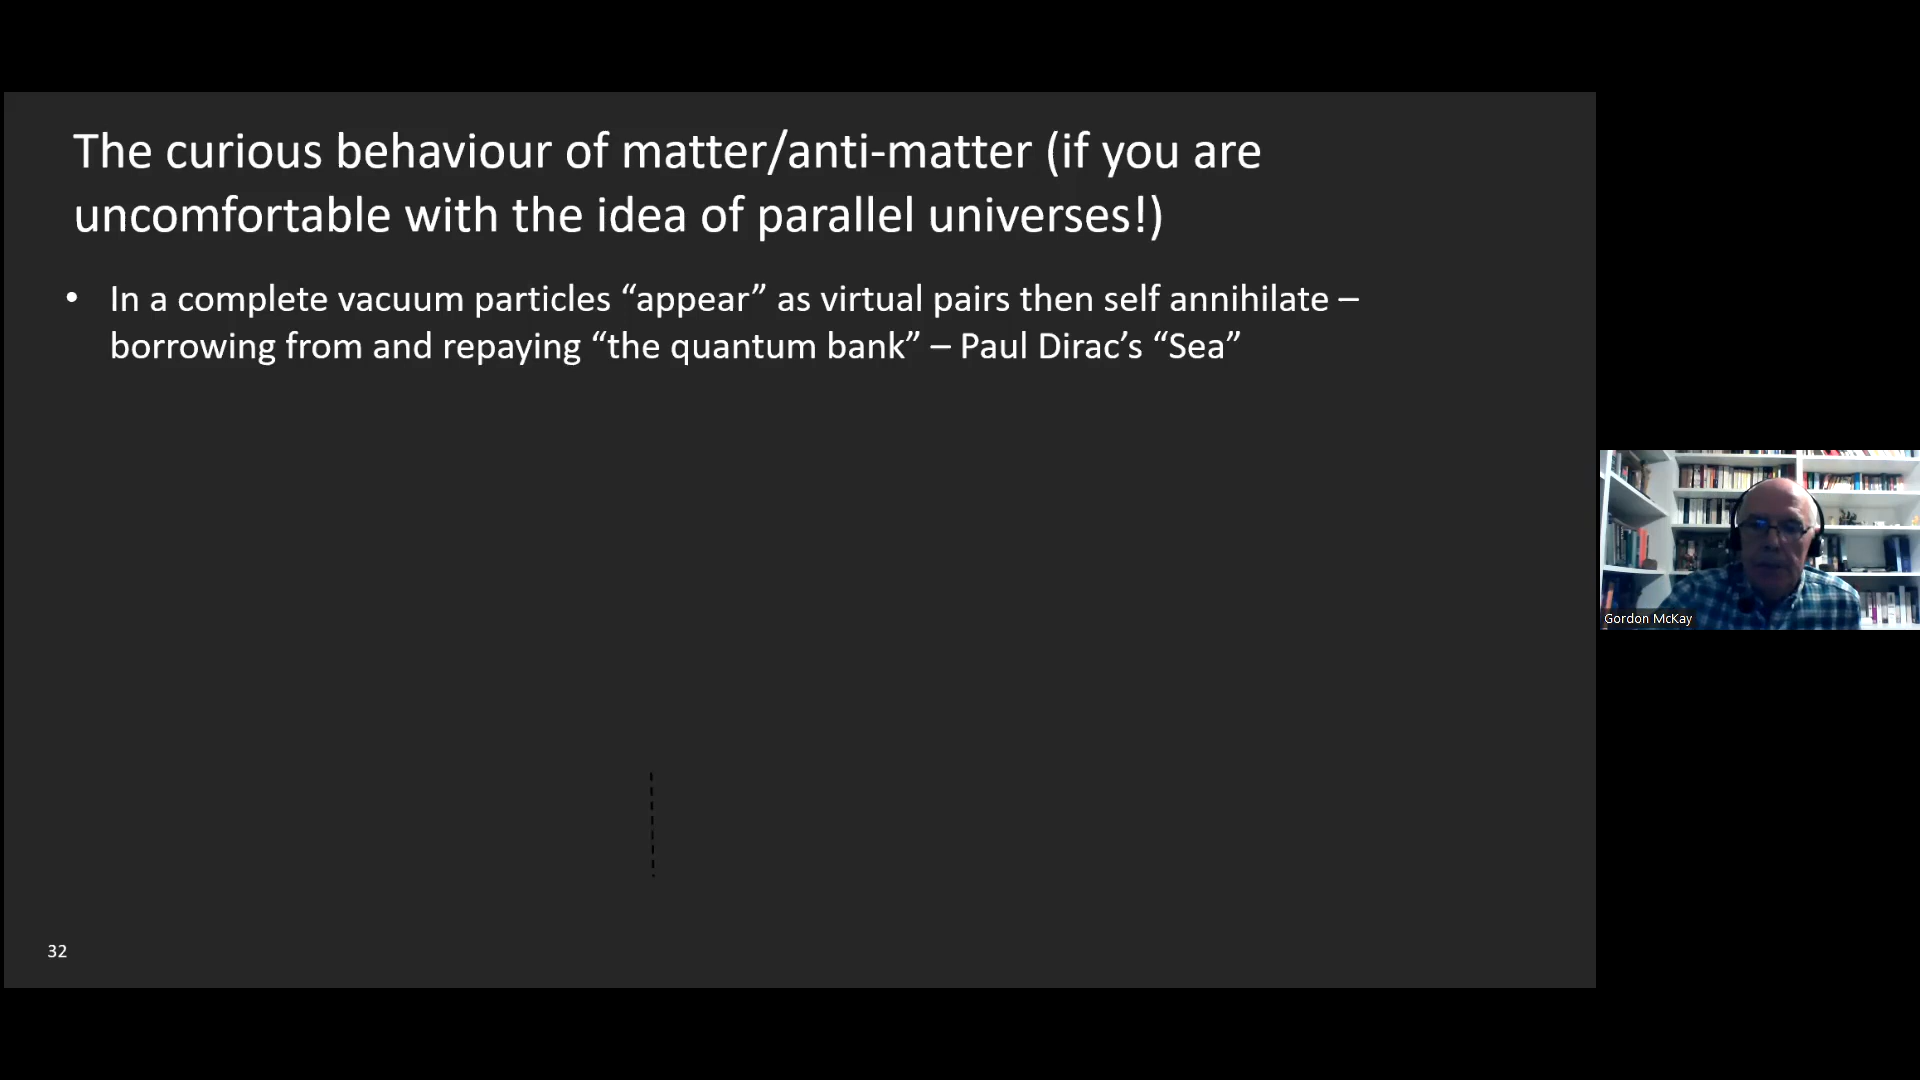 The curious behaviour of matter/anti-matter (if you are
uncomfortable with the idea of parallel universes!)
• In a complete vacuum particles “appear” as virtual pairs then self annihilate –
borrowing from and repaying “the quantum bank” – Paul Dirac’s “Sea”
Gordon McKay
32